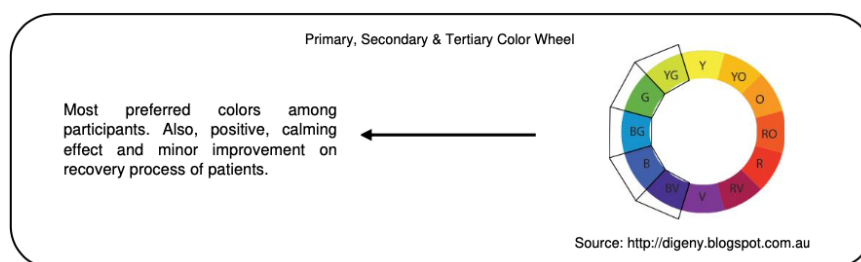 Primary, Secondary & Tertiary Color Wheel
Most preferred colors among
participants. Also, positive, calming
effect and minor improvement on
recovery process of patients.
Y
YO
O
RO
R
RV
V
BV
B
BG
G
YG
Source: http://digeny.blogspot.com.au